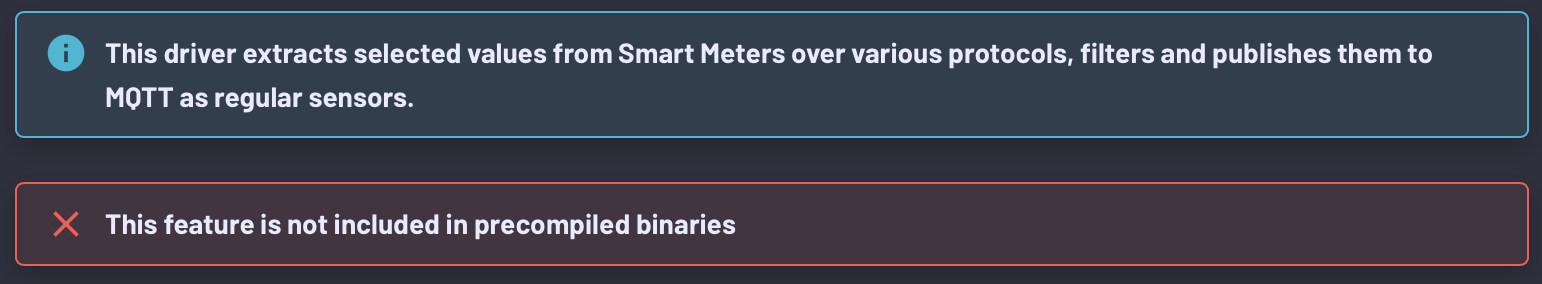 This driver extracts selected values from Smart Meters over various protocols, filters and publishes them to
MQTT as regular sensors.
This feature is not included in precompiled binaries